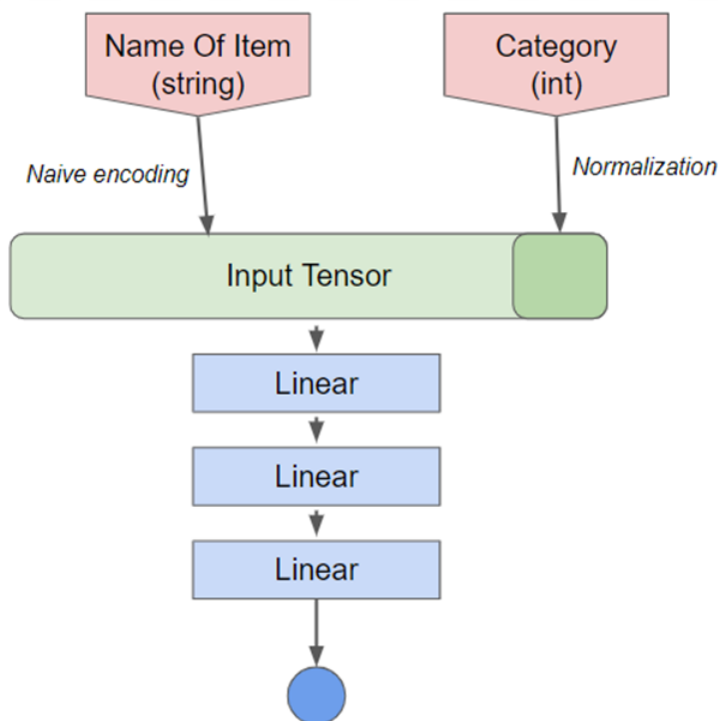 Name Of Item
(string)
Category
(int)
Naive encoding
Normalization
Input Tensor
Linear
Linear
Linear